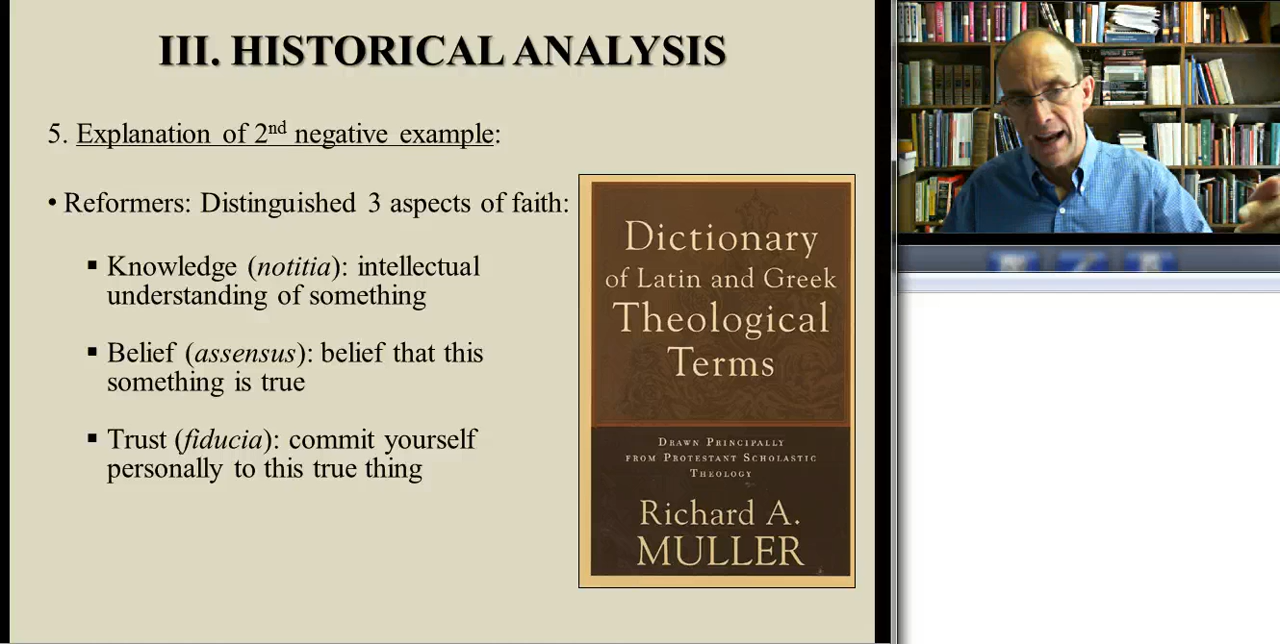 III. HISTORICAL ANALYSIS
5. Explanation of 2nd negative example:
• Reformers: Distinguished 3 aspects of faith:
▪ Knowledge (notitia): intellectual
understanding of something
▪ Belief (assensus): belief that this
something is true
▪ Trust (fiducia): commit yourself
personally to this true thing
Dictionary
of Latin and Greek
Theological
Terms
Drawn Principally
from Protestant Scholastic
Theology
Richard A.
MULLER